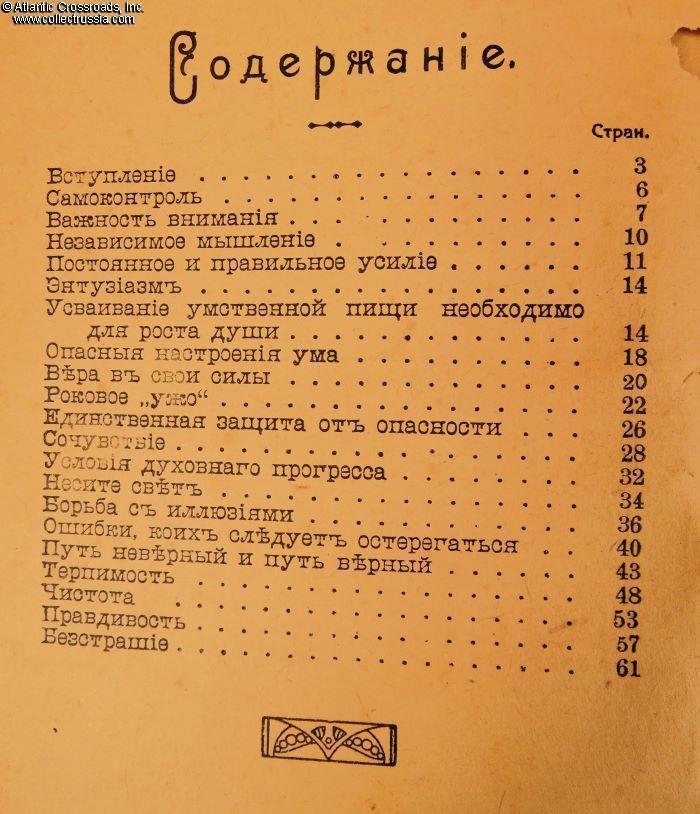 © Atlantic Crossroads, Inc.
www.collectrussia.com
Содержаніе.
Стран.
Вступленіе . . . . . . . . . . . . . . . 3
Самоконтроль . . . . . . . . . . . . . . 6
Важность вниманія . . . . . . . . . . . 7
Независимое мышленіе . . . . . . . . . 10
Постоянное и правильное усиліе . . . . . 11
Энтузіазмъ . . . . . . . . . . . . . . . 14
Усваиваніе умственной пищи необходимо
для роста души . . . . . . . . . . . 14
Опасныя настроенія ума . . . . . . . . 18
Вѣра въ свои силы . . . . . . . . . . . 20
Роковое „ужо“ . . . . . . . . . . . . . 22
Единственная защита отъ опасности . . . 26
Сочувствіе . . . . . . . . . . . . . . . 28
Условія духовнаго прогресса . . . . . . 32
Несите свѣтъ . . . . . . . . . . . . . . 34
Борьба съ иллюзіями . . . . . . . . . . 36
Ошибки, коихъ слѣдуетъ остерегаться . . 40
Путь невѣрный и путь вѣрный . . . . . 43
Терпимость . . . . . . . . . . . . . . . 48
Чистота . . . . . . . . . . . . . . . . 53
Правдивость . . . . . . . . . . . . . . 57
Безстрашіе . . . . . . . . . . . . . . . 61